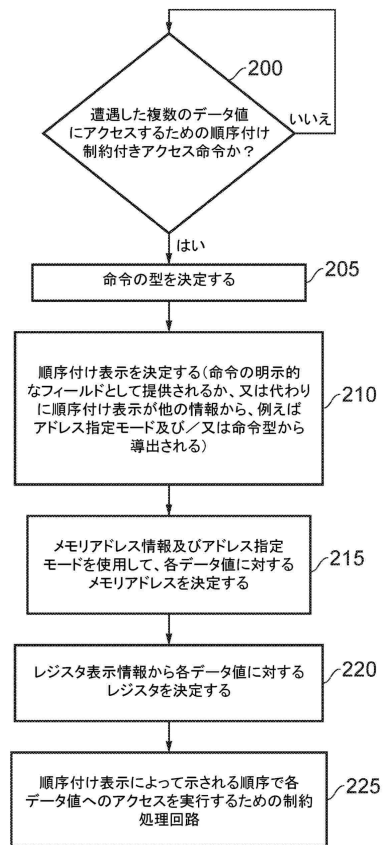 200
遭遇した複数のデータ値
にアクセスするための順序付け
制約付きアクセス命令か？
いいえ
はい
命令の型を決定する
205
順序付け表示を決定する（命令の明示的
なフィールドとして提供されるか、又は代わり
に順序付け表示が他の情報から、例えば
アドレス指定モード及び／又は命令型から
導出される）
210
メモリアドレス情報及びアドレス指定
モードを使用して、各データ値に対する
メモリアドレスを決定する
215
レジスタ表示情報から各データ値に対する
レジスタを決定する
220
順序付け表示によって示される順序で各
データ値へのアクセスを実行するための制約
処理回路
225